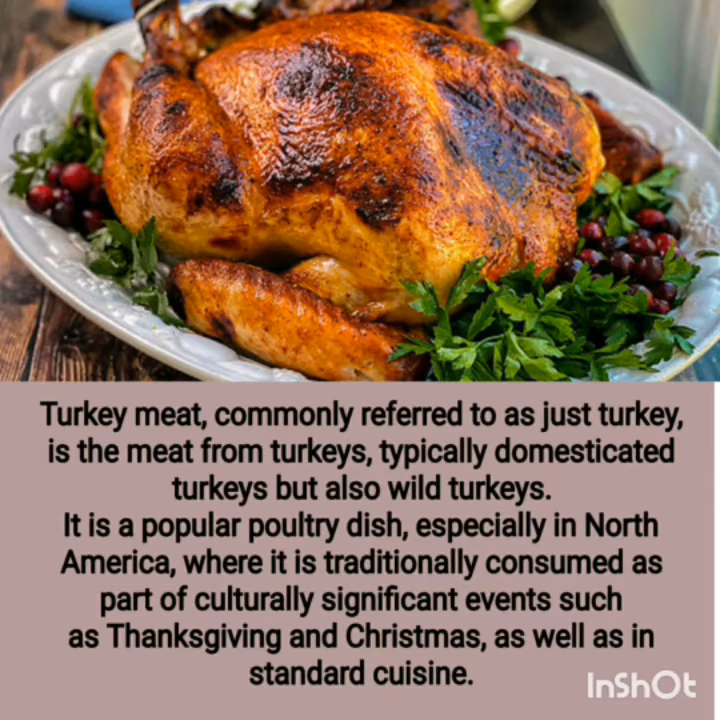 Turkey meat, commonly referred to as just turkey,
is the meat from turkeys, typically domesticated
turkeys but also wild turkeys.
It is a popular poultry dish, especially in North
America, where it is traditionally consumed as
part of culturally significant events such
as Thanksgiving and Christmas, as well as in
standard cuisine.
InShOt